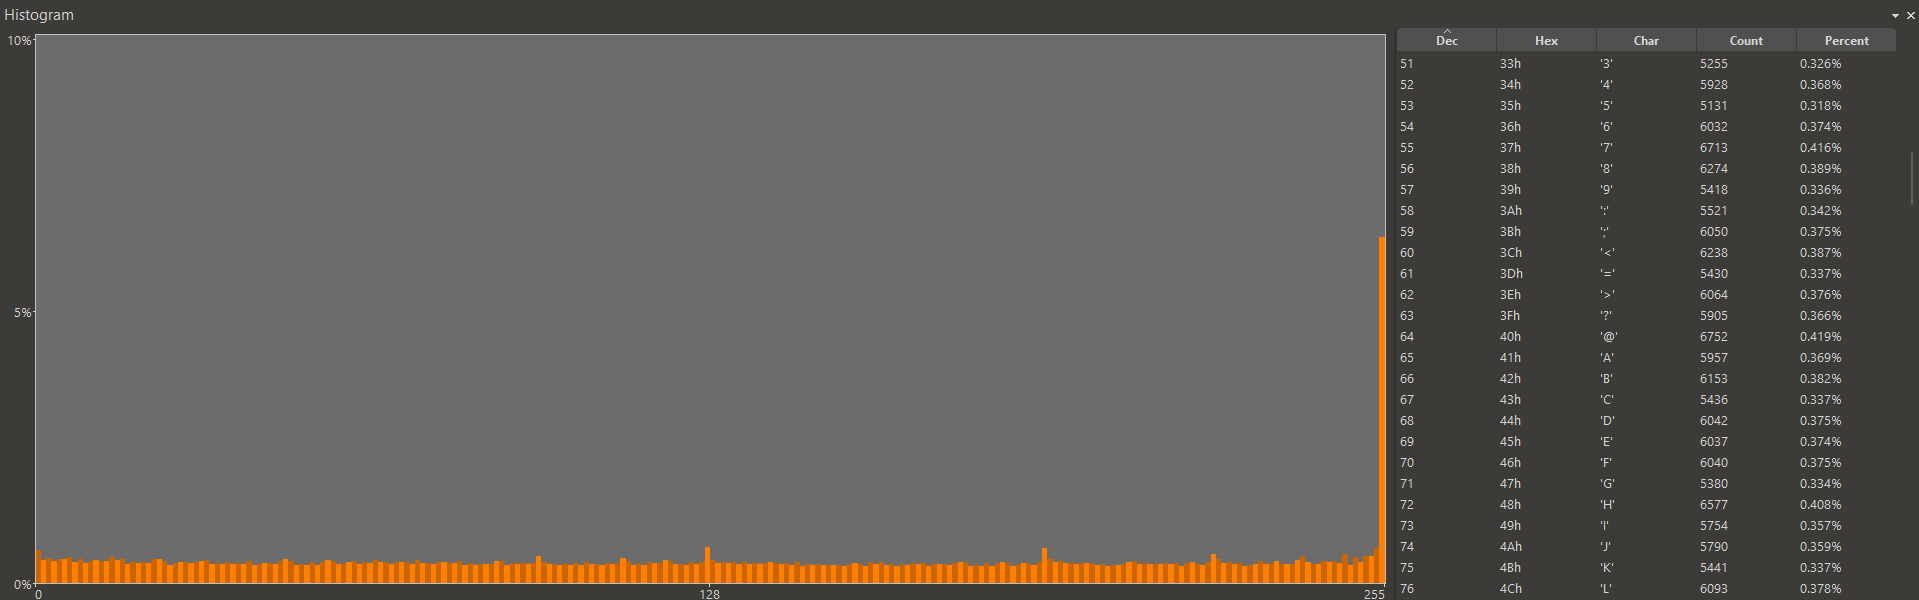 Histogram
10%
5%
0%
0 128 255
Dec Hex Char Count Percent
51 33h '3' 5255 0.326%
52 34h '4' 5928 0.368%
53 35h '5' 5131 0.318%
54 36h '6' 6032 0.374%
55 37h '7' 6713 0.416%
56 38h '8' 6274 0.389%
57 39h '9' 5418 0.336%
58 3Ah ':' 5521 0.342%
59 3Bh ';' 6050 0.375%
60 3Ch '<' 6238 0.387%
61 3Dh '=' 5430 0.337%
62 3Eh '>' 6064 0.376%
63 3Fh '?' 5905 0.366%
64 40h '@' 6752 0.419%
65 41h 'A' 5957 0.369%
66 42h 'B' 6153 0.382%
67 43h 'C' 5436 0.337%
68 44h 'D' 6042 0.375%
69 45h 'E' 6037 0.374%
70 46h 'F' 6040 0.375%
71 47h 'G' 5380 0.334%
72 48h 'H' 6577 0.408%
73 49h 'I' 5754 0.357%
74 4Ah 'J' 5790 0.359%
75 4Bh 'K' 5441 0.337%
76 4Ch 'L' 6093 0.378%